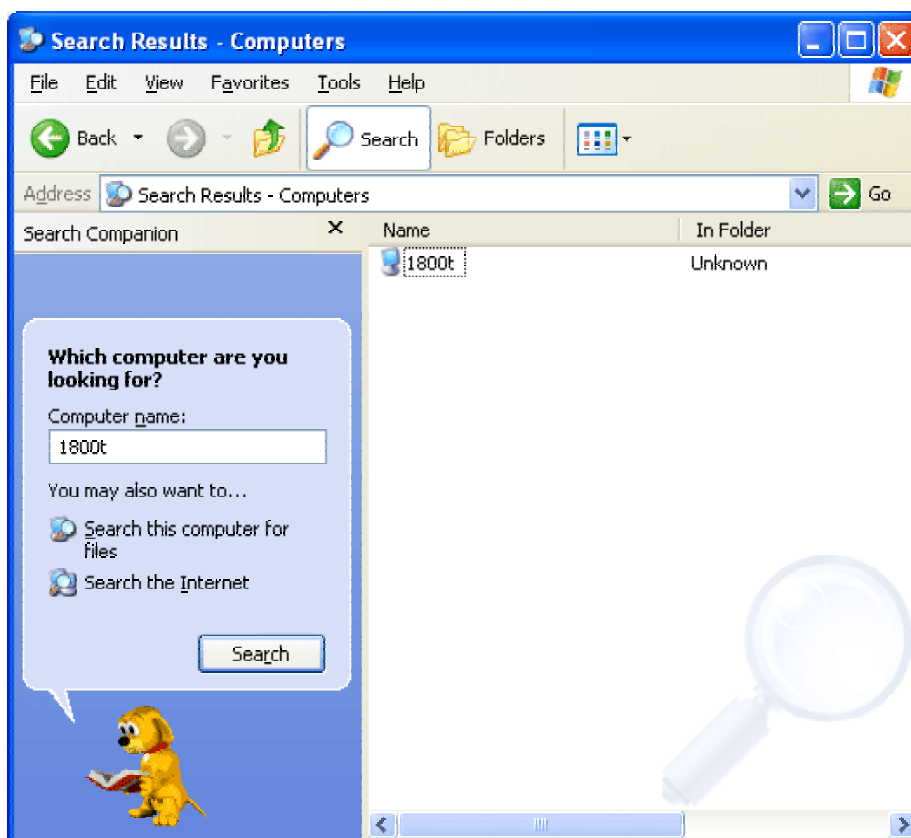 Search Results - Computers
File Edit View Favorites Tools Help
Back Search Folders
Address Search Results - Computers Go
Search Companion
Name In Folder
1800t Unknown
Which computer are you
looking for?
Computer name:
1800t
You may also want to...
Search this computer for
files
Search the Internet
Search